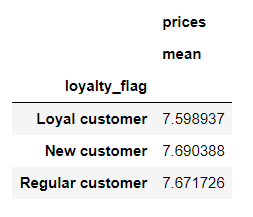 prices
mean
loyalty_flag
Loyal customer 7.598937
New customer 7.690388
Regular customer 7.671726